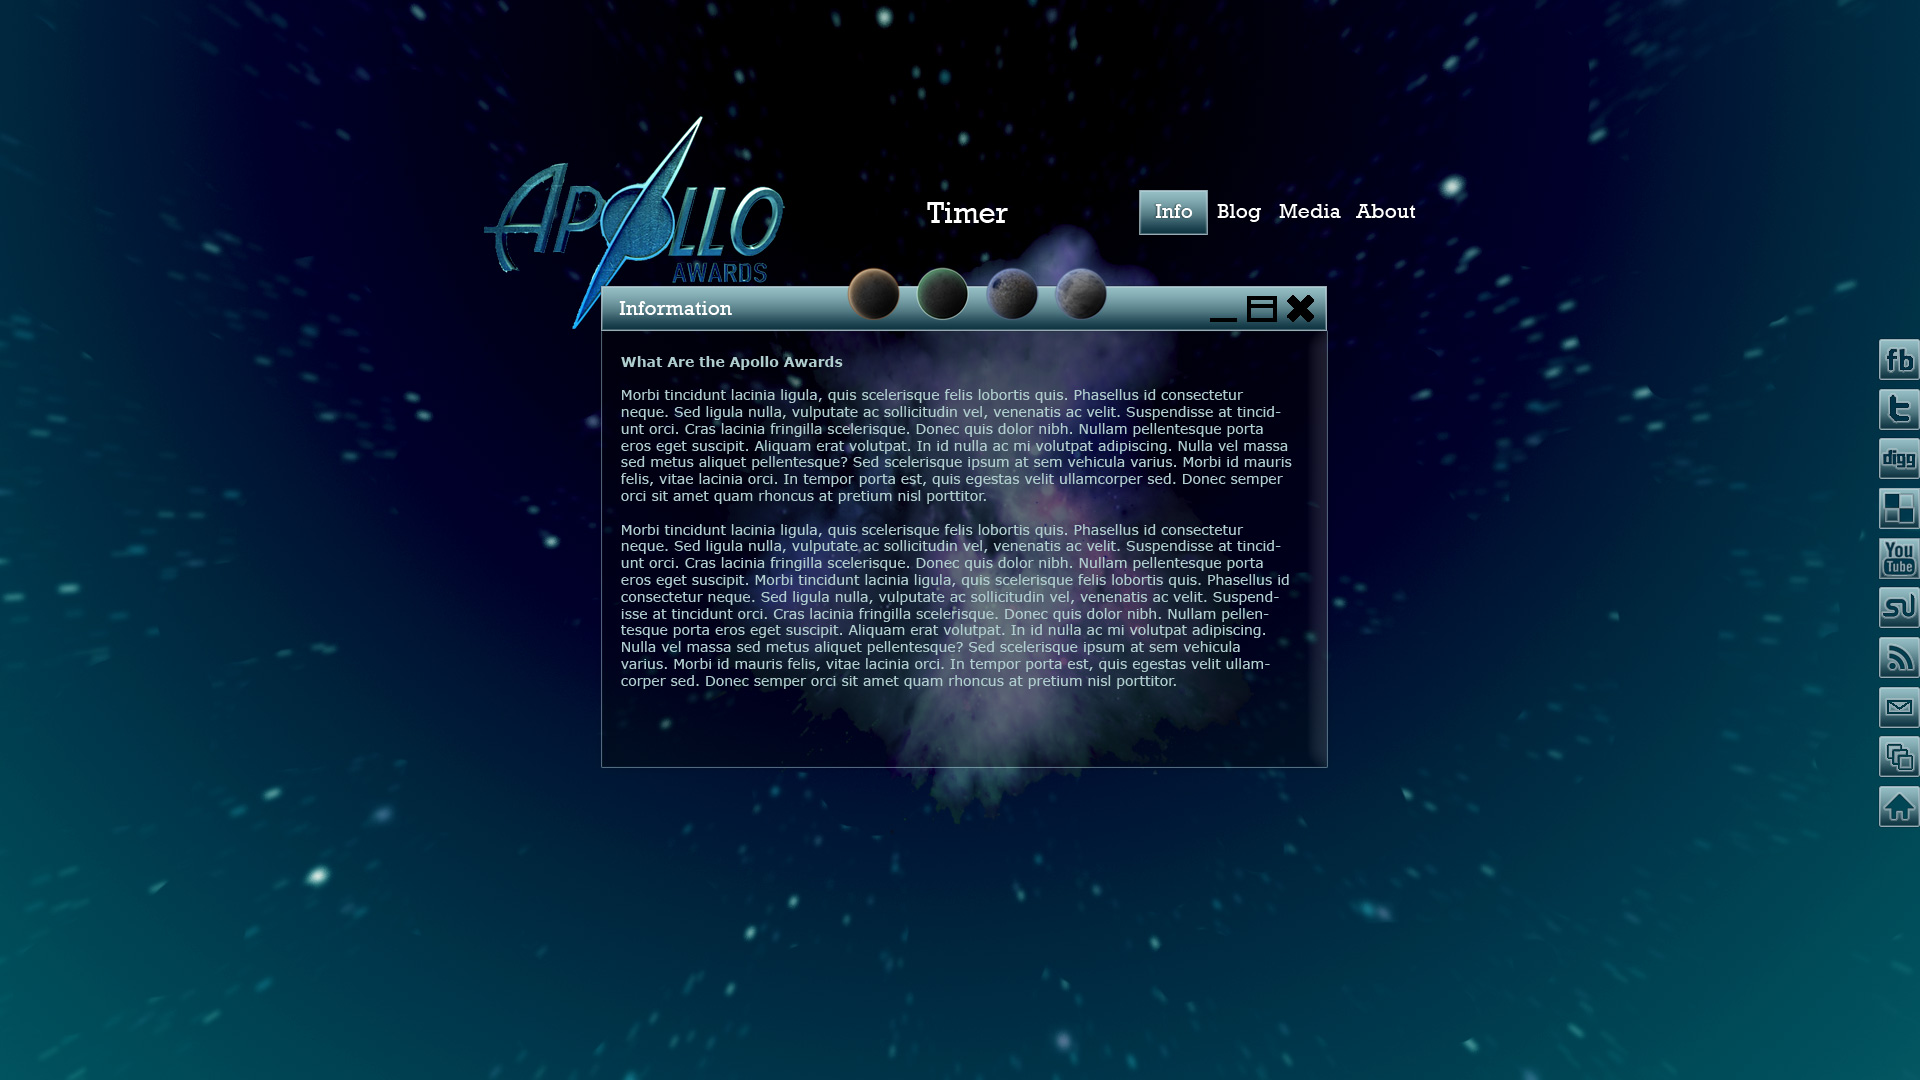 Apollo
AWARDS
Timer
Info Blog Media About
Information
What Are the Apollo Awards
Morbi tincidunt lacinia ligula, quis scelerisque felis lobortis quis. Phasellus id consectetur
neque. Sed ligula nulla, vulputate ac sollicitudin vel, venenatis ac velit. Suspendisse at tincid-
unt orci. Cras lacinia fringilla scelerisque. Donec quis dolor nibh. Nullam pellentesque porta
eros eget suscipit. Aliquam erat volutpat. In id nulla ac mi volutpat adipiscing. Nulla vel massa
sed metus aliquet pellentesque? Sed scelerisque ipsum at sem vehicula varius. Morbi id mauris
felis, vitae lacinia orci. In tempor porta est, quis egestas velit ullamcorper sed. Donec semper
orci sit amet quam rhoncus at pretium nisl porttitor.
Morbi tincidunt lacinia ligula, quis scelerisque felis lobortis quis. Phasellus id consectetur
neque. Sed ligula nulla, vulputate ac sollicitudin vel, venenatis ac velit. Suspendisse at tincid-
unt orci. Cras lacinia fringilla scelerisque. Donec quis dolor nibh. Nullam pellentesque porta
eros eget suscipit. Morbi tincidunt lacinia ligula, quis scelerisque felis lobortis quis. Phasellus id
consectetur neque. Sed ligula nulla, vulputate ac sollicitudin vel, venenatis ac velit. Suspend-
isse at tincidunt orci. Cras lacinia fringilla scelerisque. Donec quis dolor nibh. Nullam pellen-
tesque porta eros eget suscipit. Aliquam erat volutpat. In id nulla ac mi volutpat adipiscing.
Nulla vel massa sed metus aliquet pellentesque? Sed scelerisque ipsum at sem vehicula
varius. Morbi id mauris felis, vitae lacinia orci. In tempor porta est, quis egestas velit ullam-
corper sed. Donec semper orci sit amet quam rhoncus at pretium nisl porttitor.
fb
t
digg
You
Tube
su